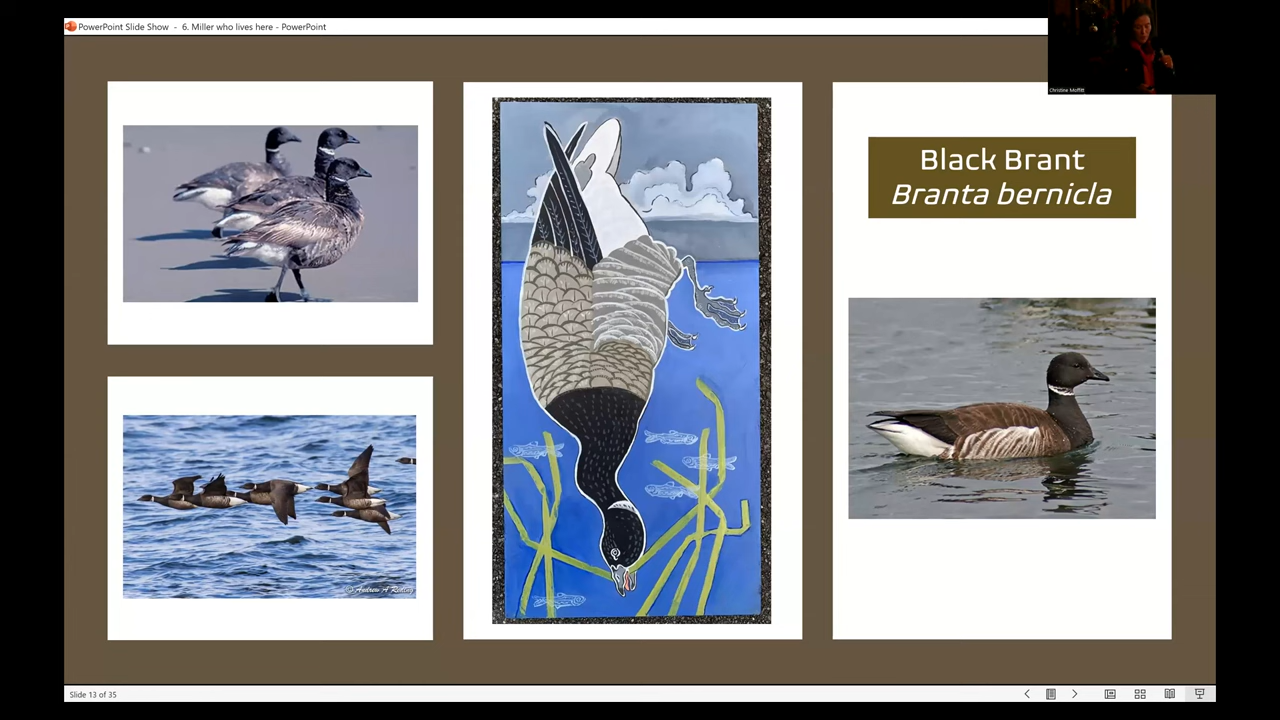 PowerPoint Slide Show - 6. Miller who lives here - PowerPoint
Christine Moffitt
Black Brant
Branta bernicla
© Andrew A Reding
Slide 13 of 35